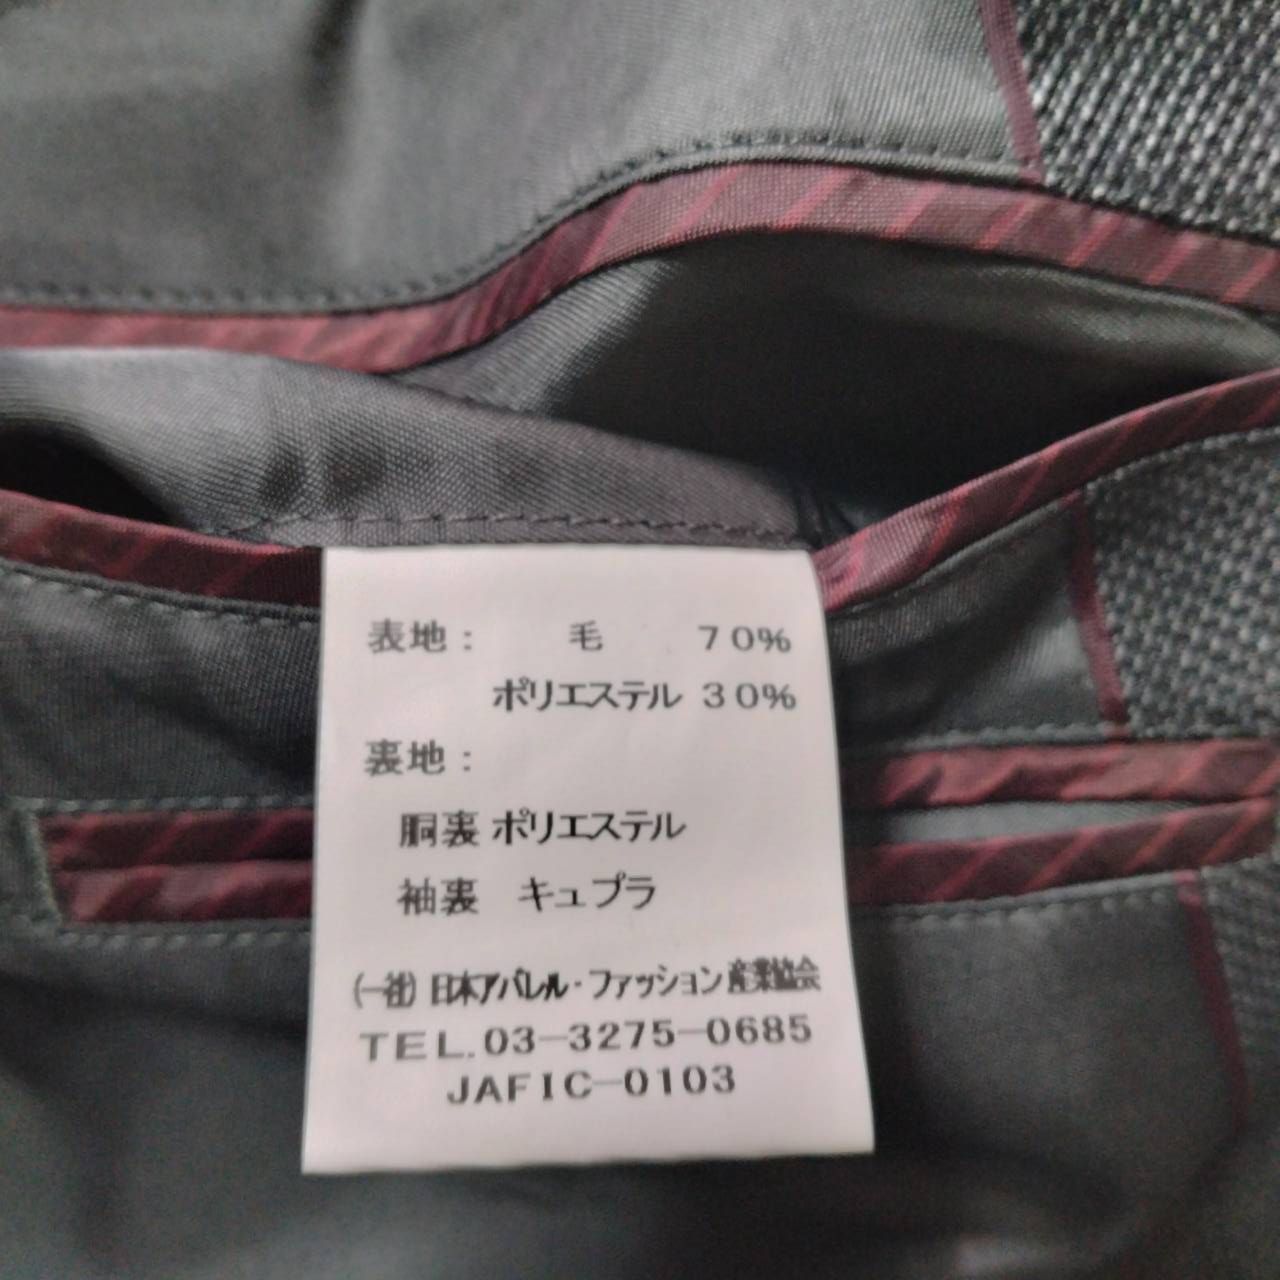 表地： 毛 70%
ポリエステル 30%
裏地：
胴裏 ポリエステル
袖裏 キュプラ
(一社) 日本アパレル・ファッション産業協会
TEL.03-3275-0685
JAFIC-0103